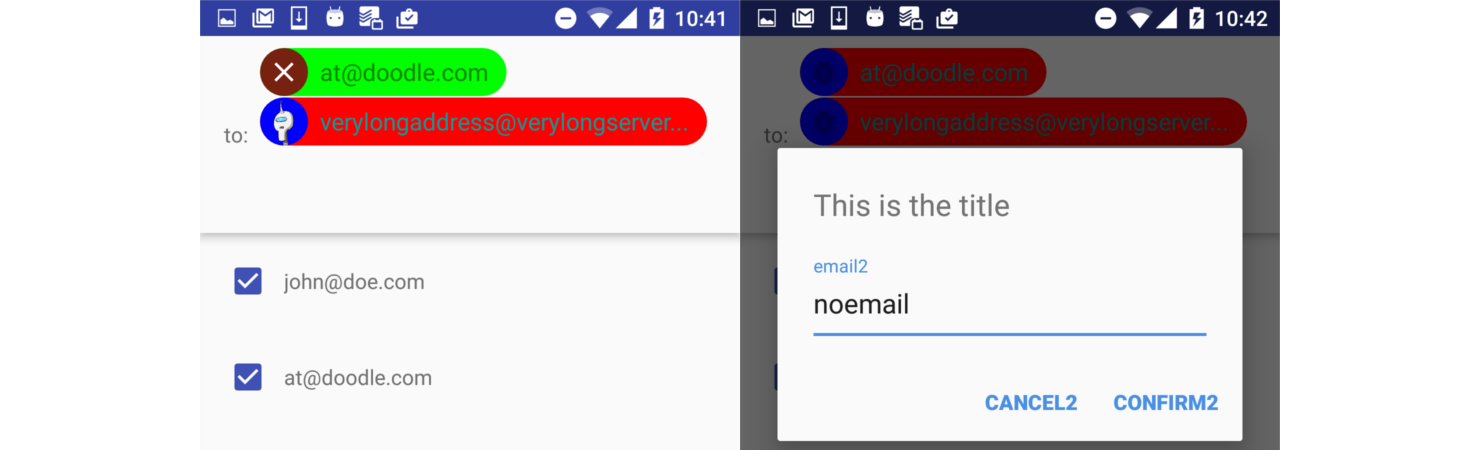 10:41
at@doodle.com
to: verylongaddress@verylongserver...
john@doe.com
at@doodle.com
10:42
at@doodle.com
to: verylongaddress@verylongserver...
This is the title
email2
noemail
CANCEL2 CONFIRM2